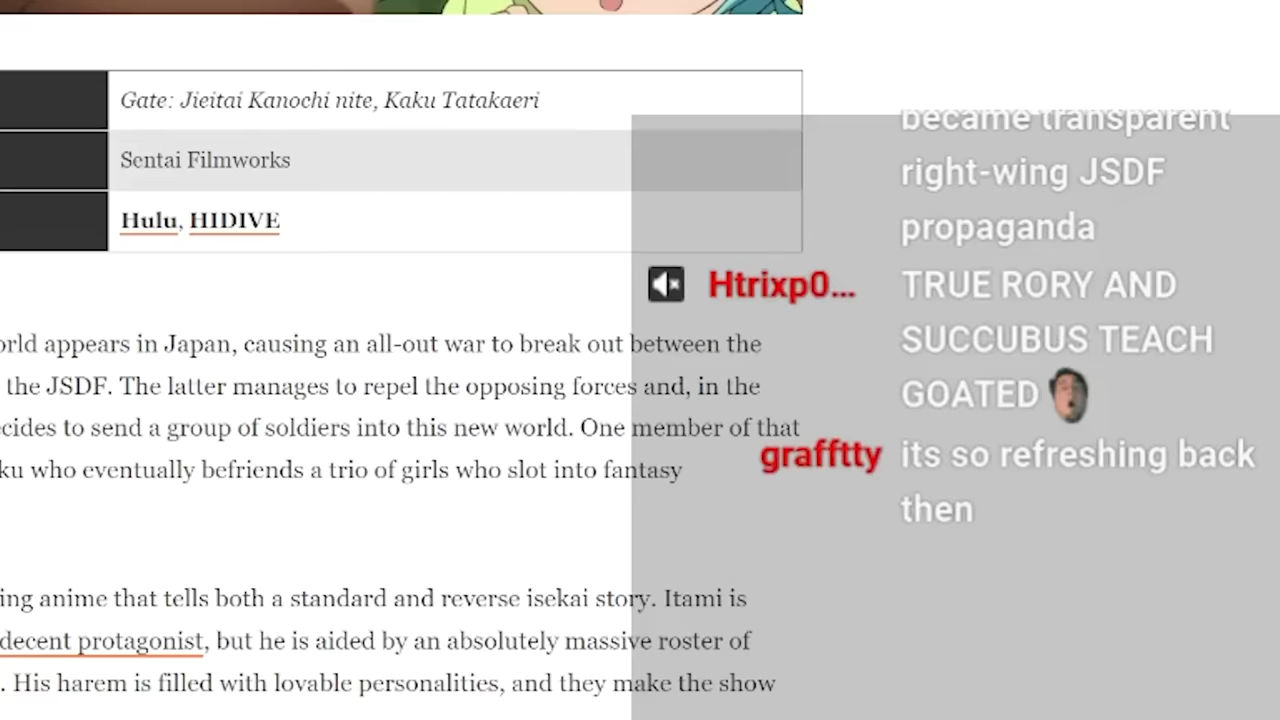 Gate: Jieitai Kanochi nite, Kaku Tatakaeri
Sentai Filmworks
Hulu, HIDIVE
orld appears in Japan, causing an all-out war to break out between the
the JSDF. The latter manages to repel the opposing forces and, in the
ecides to send a group of soldiers into this new world. One member of that
ku who eventually befriends a trio of girls who slot into fantasy
ing anime that tells both a standard and reverse isekai story. Itami is
decent protagonist, but he is aided by an absolutely massive roster of
. His harem is filled with lovable personalities, and they make the show
became transparent
right-wing JSDF
propaganda
Htrixp0... TRUE RORY AND
SUCCUBUS TEACH
GOATED
grafftty its so refreshing back
then